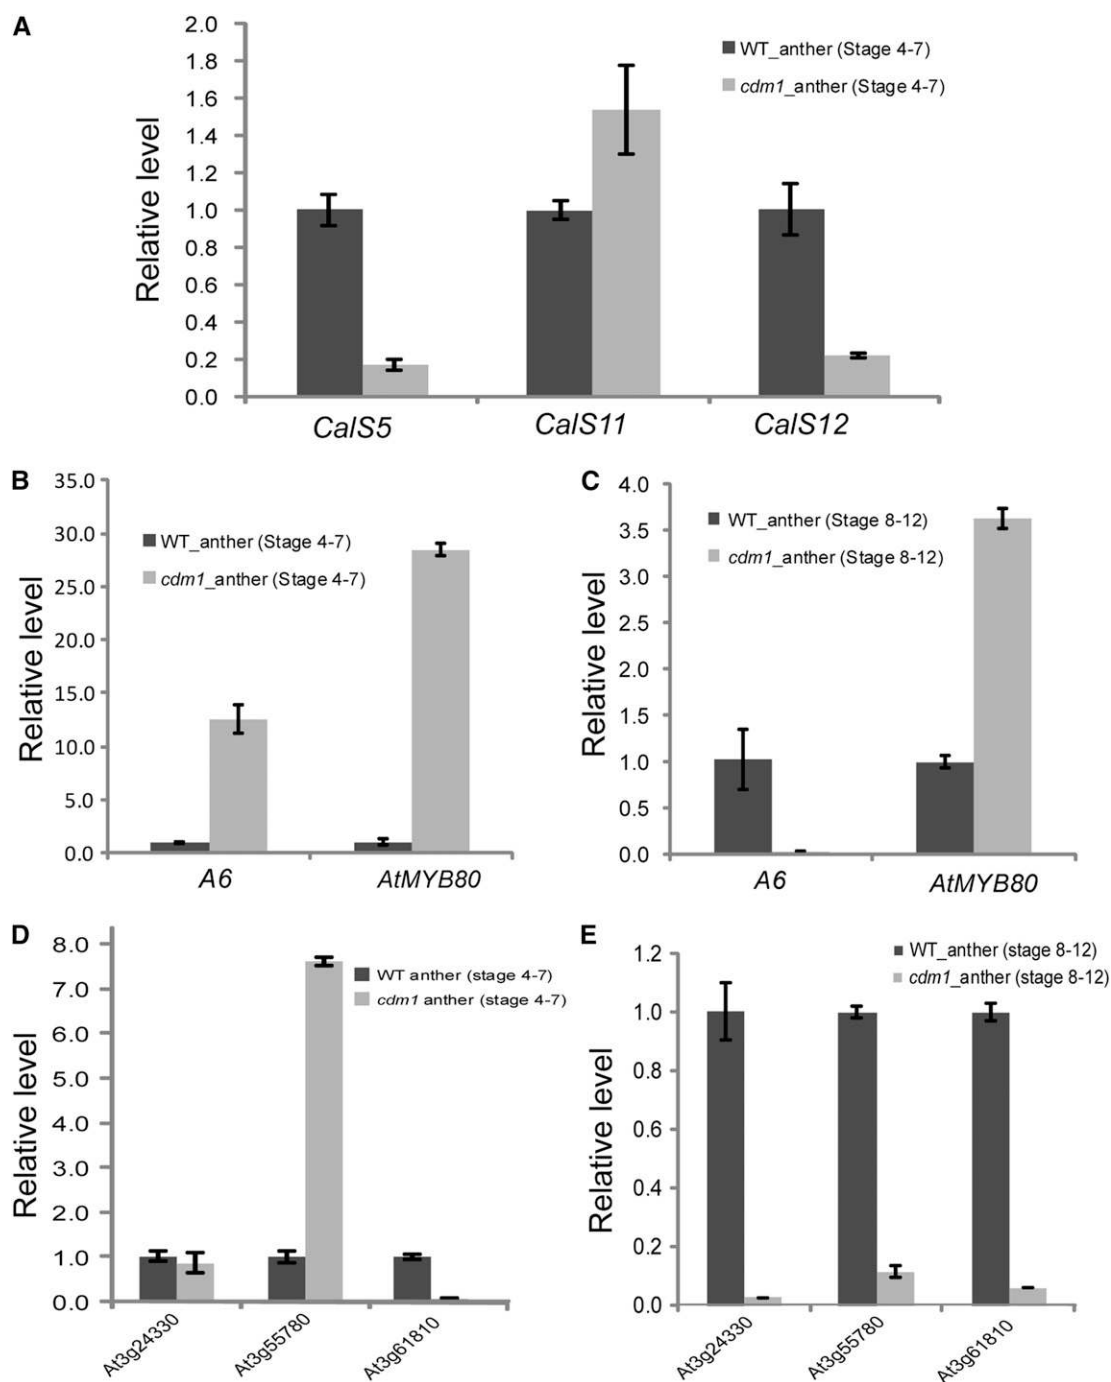 A
2.0
1.8
1.6
1.4
1.2
1.0
0.8
0.6
0.4
0.2
0.0
Relative level
WT_anther (Stage 4-7)
cdm1_anther (Stage 4-7)
CalS5 CalS11 CalS12
B
35.0
30.0
25.0
20.0
15.0
10.0
5.0
0.0
Relative level
WT_anther (Stage 4-7)
cdm1_anther (Stage 4-7)
A6 AtMYB80
C
4.0
3.5
3.0
2.5
2.0
1.5
1.0
0.5
0.0
Relative level
WT_anther (Stage 8-12)
cdm1_anther (Stage 8-12)
A6 AtMYB80
D
8.0
7.0
6.0
5.0
4.0
3.0
2.0
1.0
0.0
Relative level
WT anther (stage 4-7)
cdm1 anther (stage 4-7)
At3g24330 At3g55780 At3g61810
E
1.2
1.0
0.8
0.6
0.4
0.2
0.0
Relative level
WT_anther (stage 8-12)
cdm1_anther (stage 8-12)
At3g24330 At3g55780 At3g61810